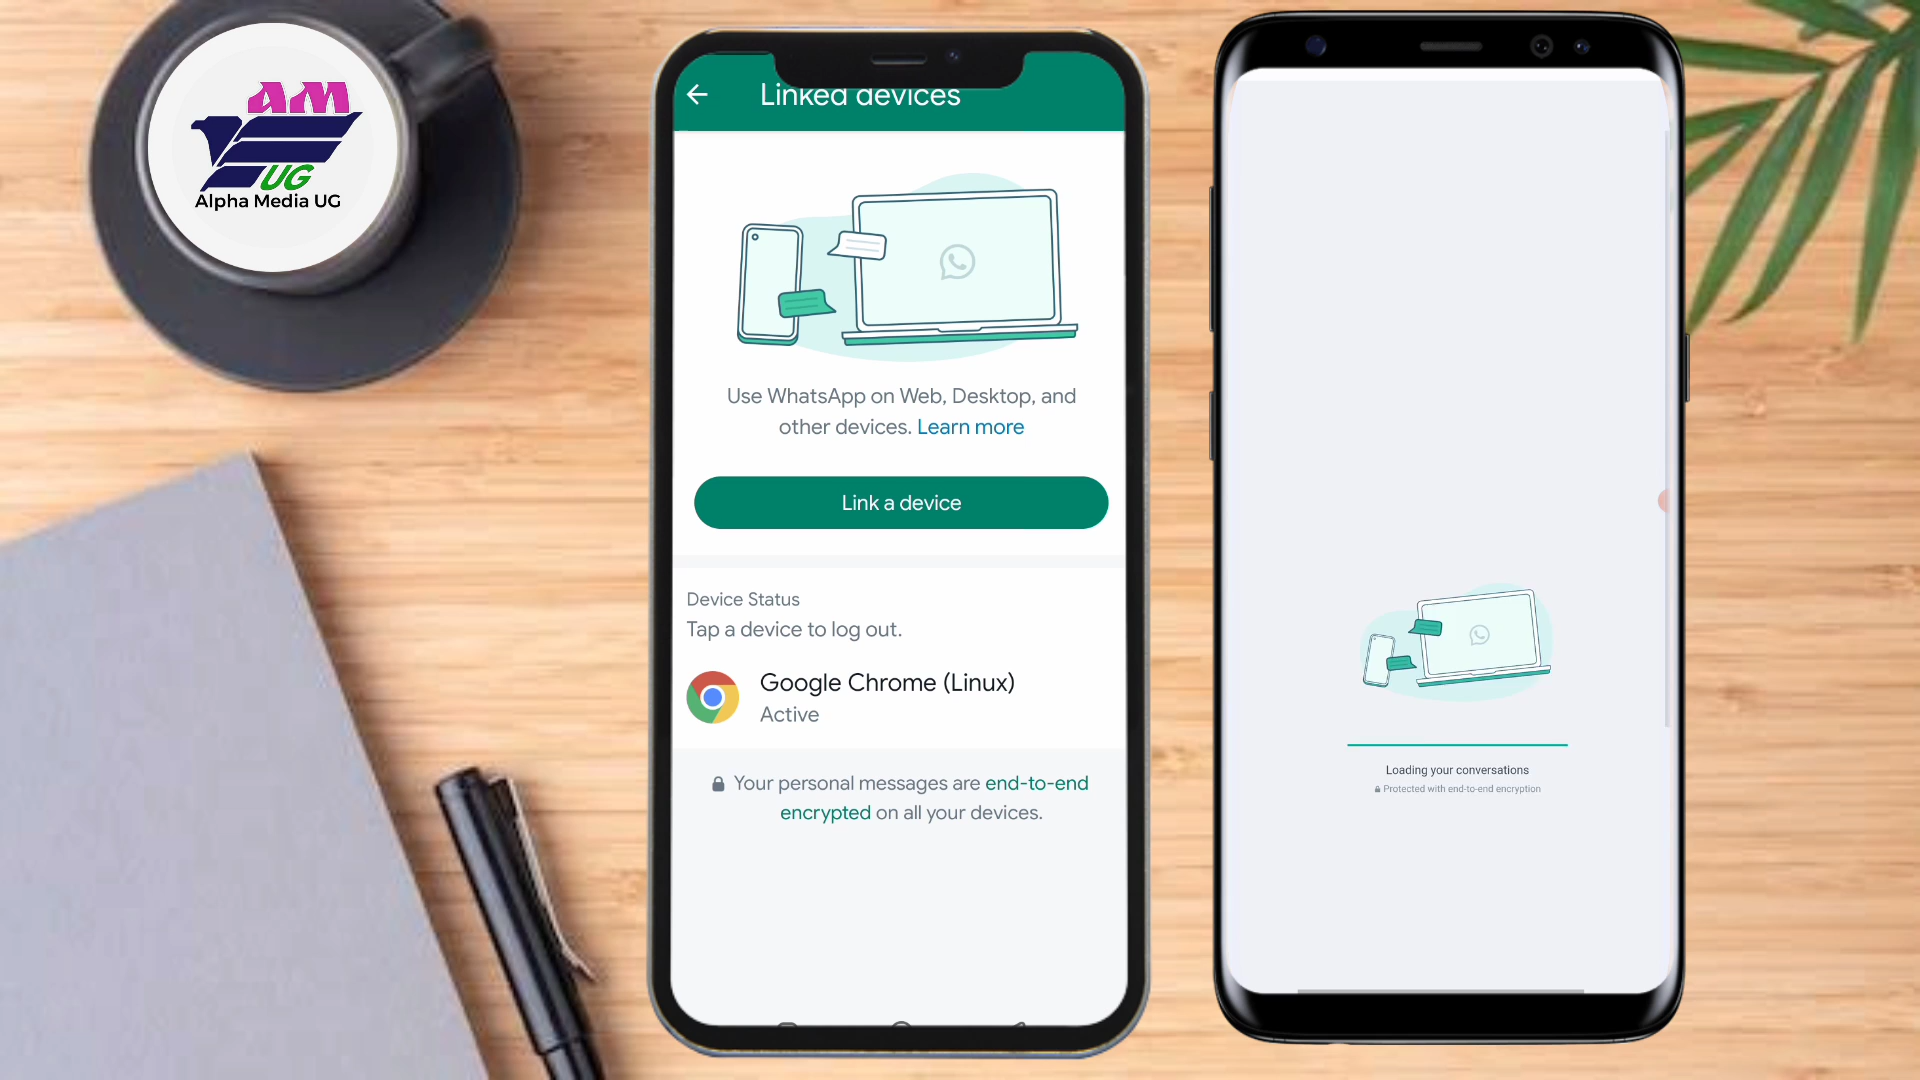 AM
UG
Alpha Media UG
Linked devices
Use WhatsApp on Web, Desktop, and
other devices. Learn more
Link a device
Device Status
Tap a device to log out.
Google Chrome (Linux)
Active
Your personal messages are end-to-end
encrypted on all your devices.
Loading your conversations
Protected with end-to-end encryption